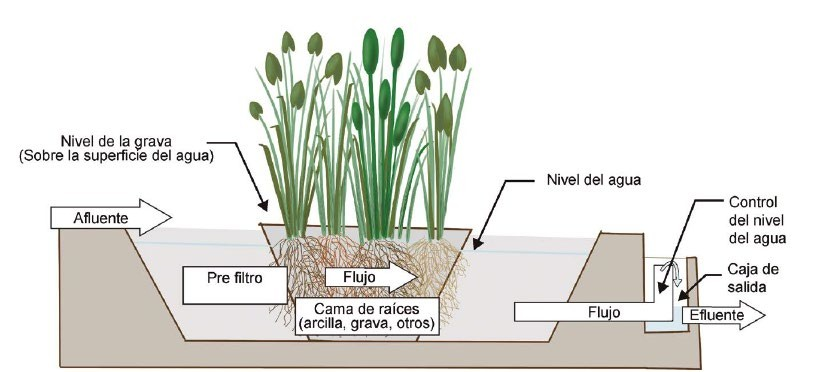 Nivel de la grava
(Sobre la superficie del agua)
Nivel del agua
Control
del nivel
del agua
Afluente
Pre filtro
Flujo
Caja de
salida
Cama de raíces
(arcilla, grava, otros)
Flujo
Efluente